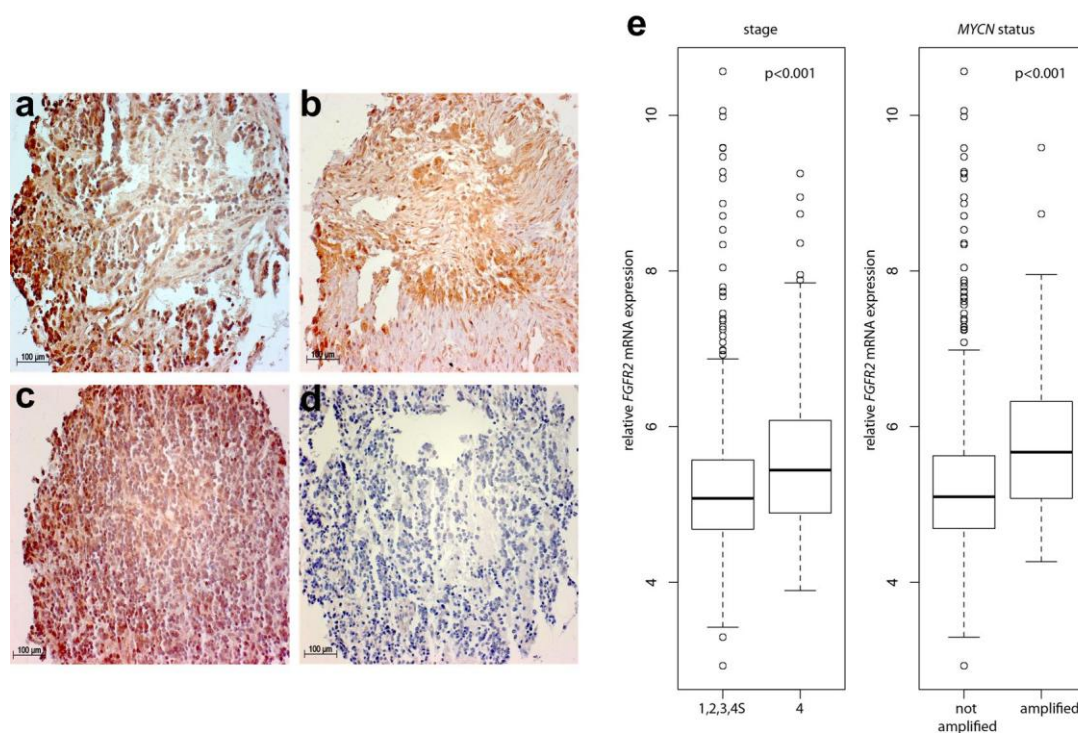 a
b
100 µm
100 µm
c
d
100 µm
100 µm
e
stage
p<0.001
relative FGFR2 mRNA expression
10
8
6
4
1,2,3,4S
4
MYCN status
p<0.001
relative FGFR2 mRNA expression
10
8
6
4
not
amplified
amplified